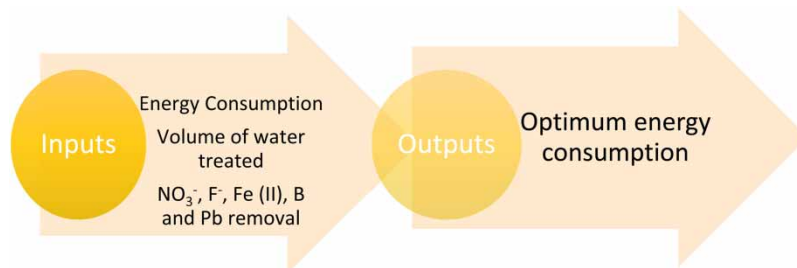 Inputs
Energy Consumption
Volume of water
treated
NO₃⁻, F⁻, Fe (II), B
and Pb removal
Outputs
Optimum energy
consumption